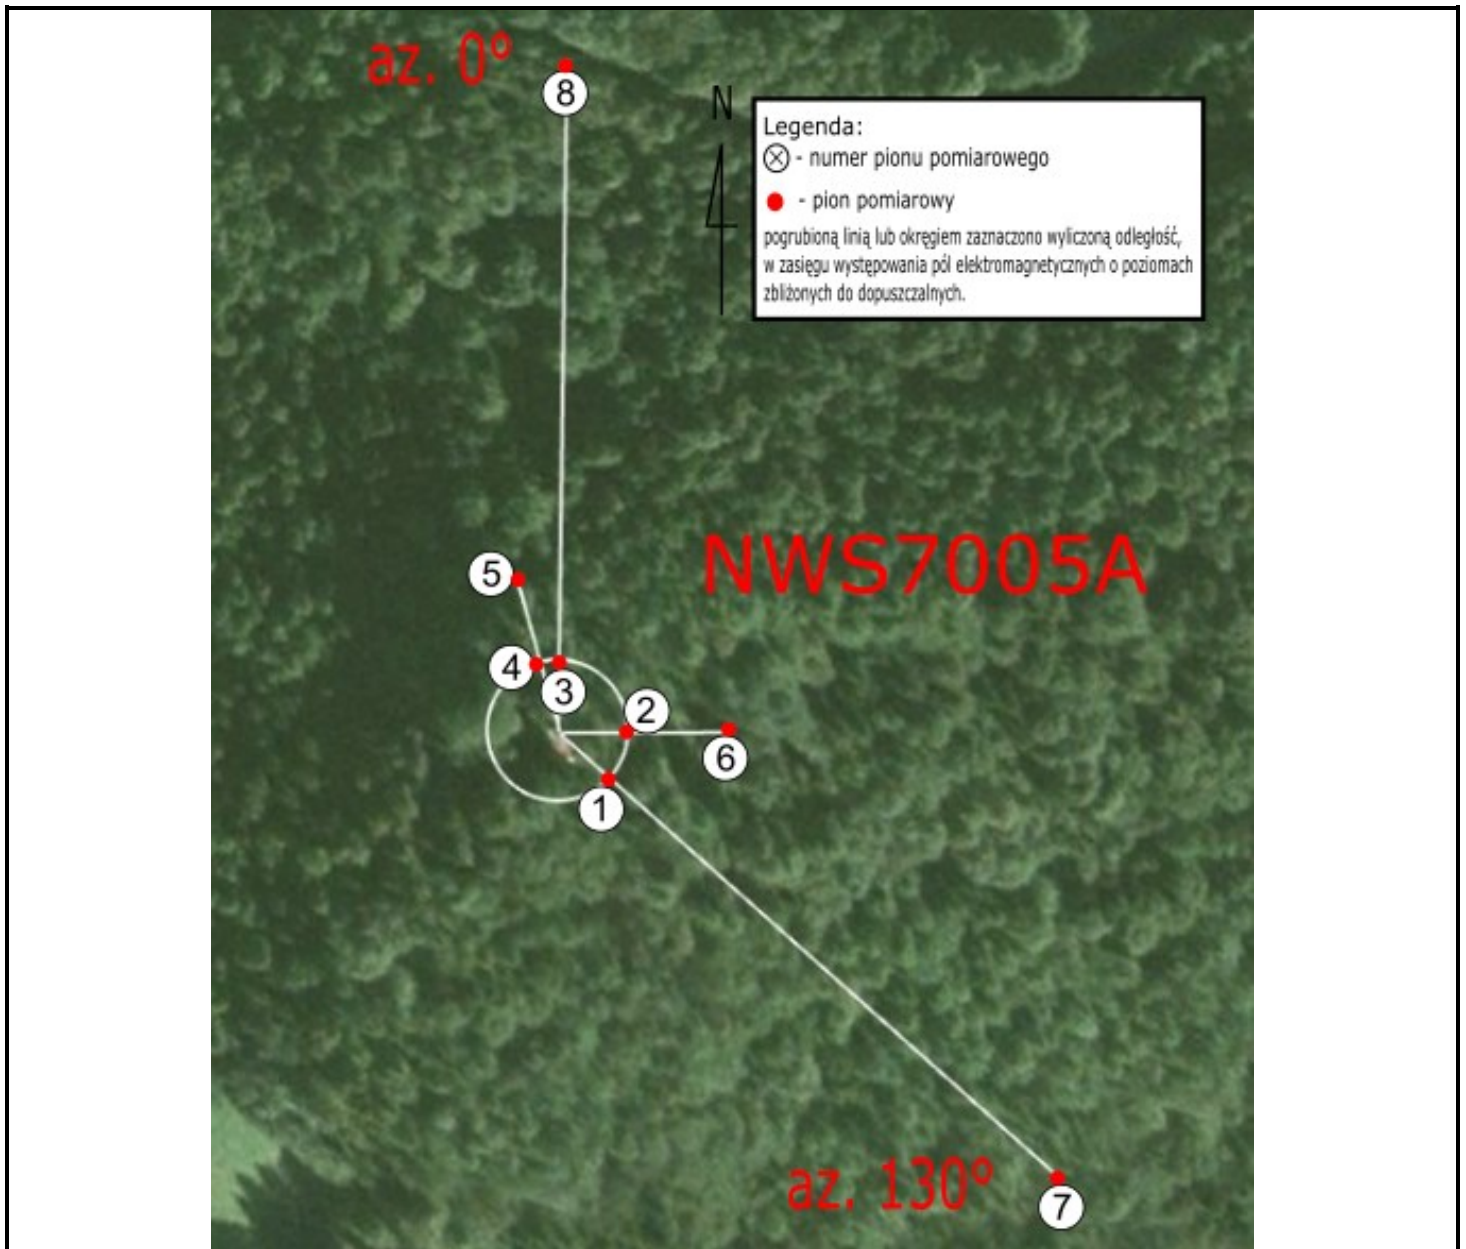 az. 0°
8
N
Legenda:
⊗ - numer pionu pomiarowego
- pion pomiarowy
pogrubioną linią lub okręgiem zaznaczono wyliczoną odległość,
w zasięgu występowania pól elektromagnetycznych o poziomach
zbliżonych do dopuszczalnych.
NWS7005A
5
4
3
2
6
1
az. 130°
7